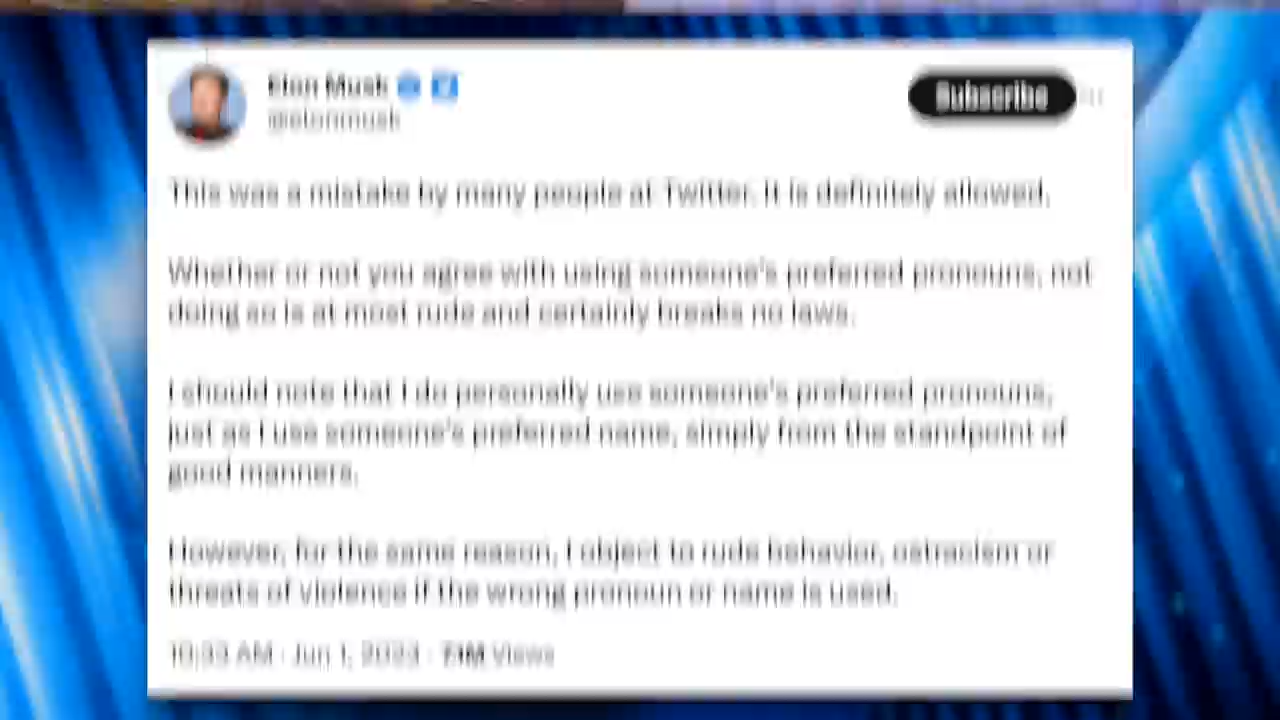 Elon Musk
@elonmusk
Subscribe
This was a mistake by many people at Twitter. It is definitely allowed.
Whether or not you agree with using someone's preferred pronouns, not
doing so is at most rude and certainly breaks no laws.
I should note that I do personally use someone's preferred pronouns,
just as I use someone's preferred name, simply from the standpoint of
good manners.
However, for the same reason, I object to rude behavior, ostracism or
threats of violence if the wrong pronoun or name is used.
AM · Jun 1, 2023 · Views